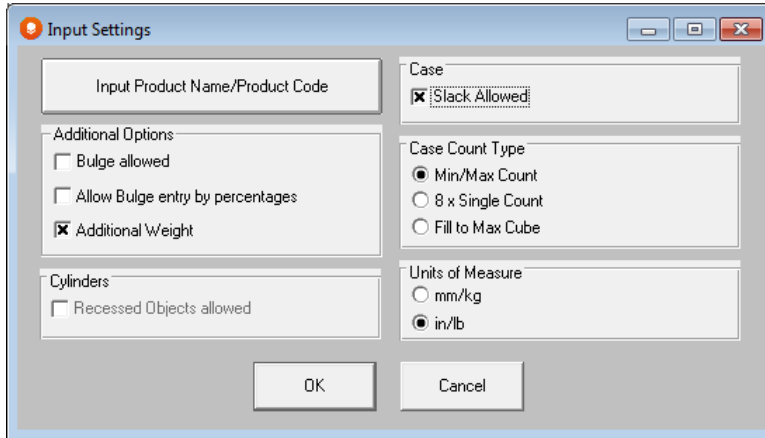 Input Settings
Input Product Name/Product Code
Additional Options
Bulge allowed
Allow Bulge entry by percentages
Additional Weight
Cylinders
Recessed Objects allowed
Case
Slack Allowed
Case Count Type
Min/Max Count
8 x Single Count
Fill to Max Cube
Units of Measure
mm/kg
in/lb
OK
Cancel